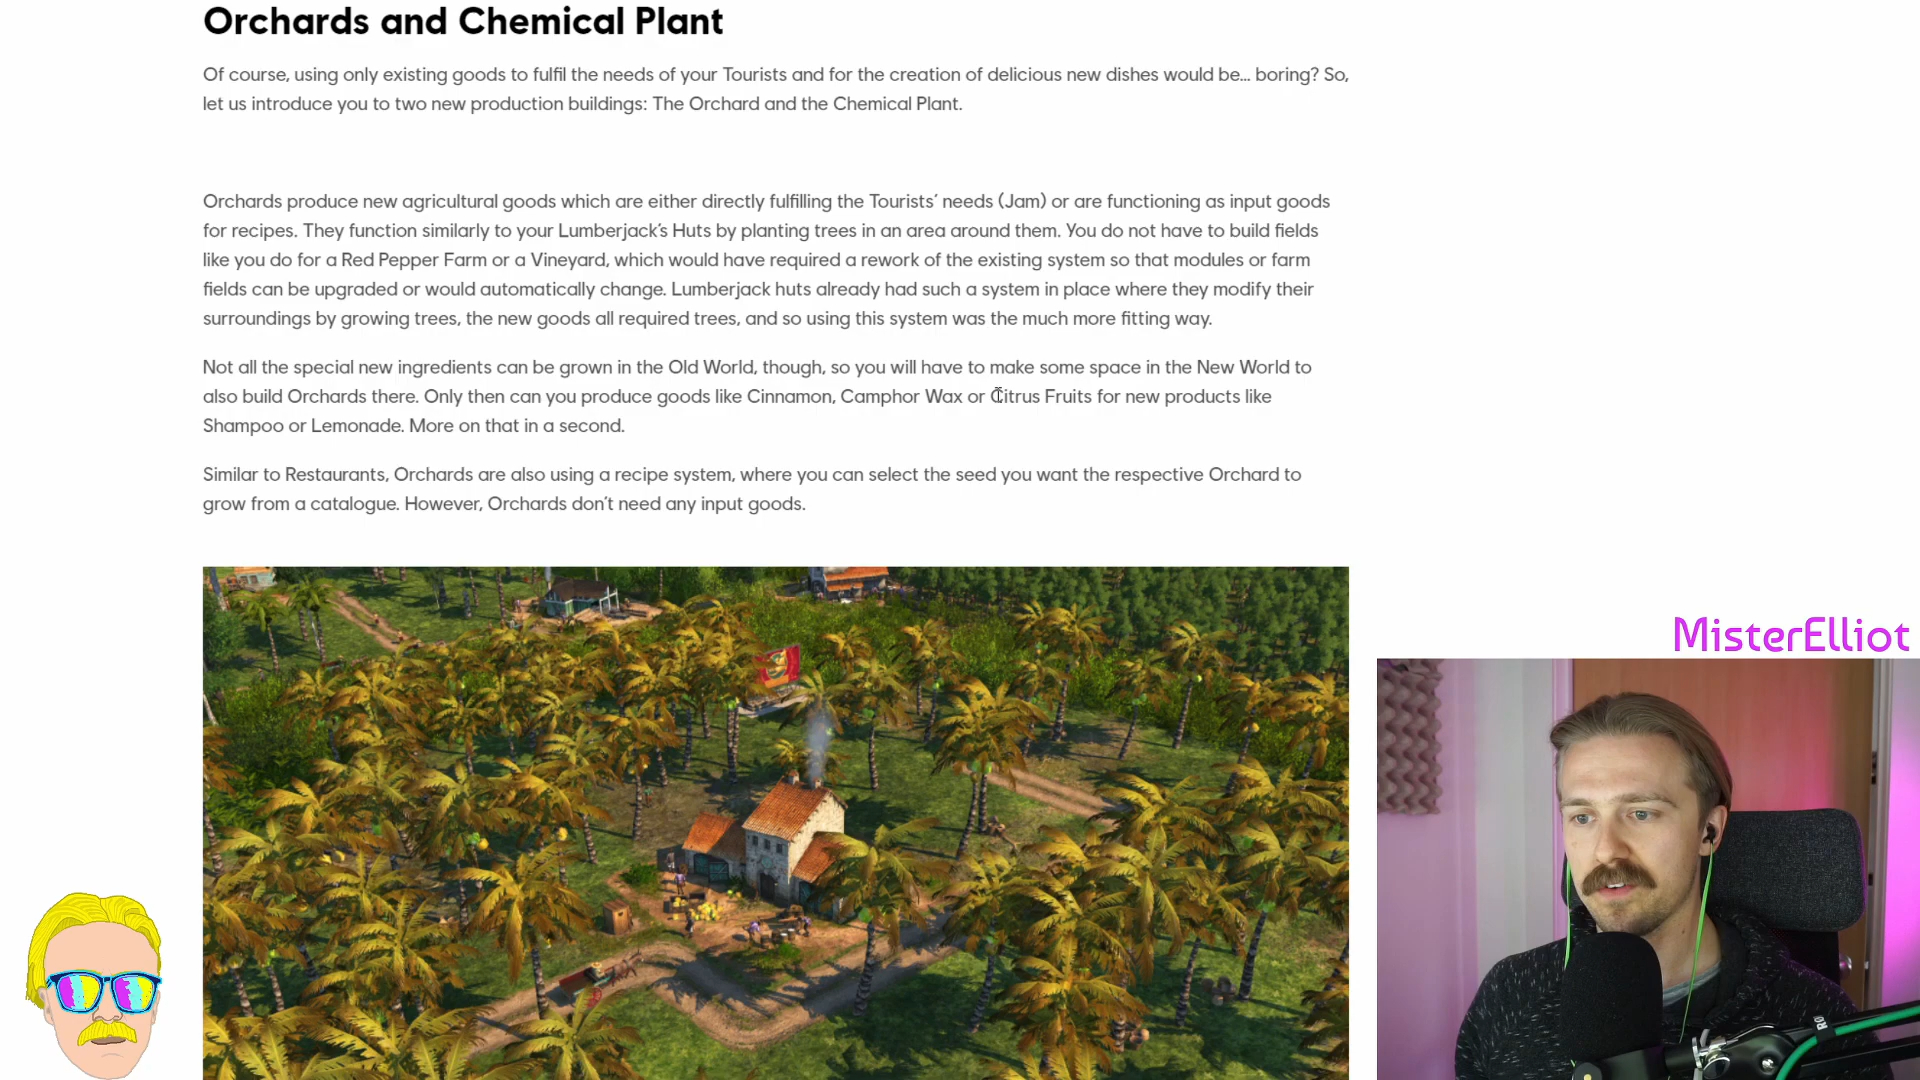 Orchards and Chemical Plant
Of course, using only existing goods to fulfil the needs of your Tourists and for the creation of delicious new dishes would be... boring? So,
let us introduce you to two new production buildings: The Orchard and the Chemical Plant.
Orchards produce new agricultural goods which are either directly fulfilling the Tourists’ needs (Jam) or are functioning as input goods
for recipes. They function similarly to your Lumberjack’s Huts by planting trees in an area around them. You do not have to build fields
like you do for a Red Pepper Farm or a Vineyard, which would have required a rework of the existing system so that modules or farm
fields can be upgraded or would automatically change. Lumberjack huts already had such a system in place where they modify their
surroundings by growing trees, the new goods all required trees, and so using this system was the much more fitting way.
Not all the special new ingredients can be grown in the Old World, though, so you will have to make some space in the New World to
also build Orchards there. Only then can you produce goods like Cinnamon, Camphor Wax or Citrus Fruits for new products like
Shampoo or Lemonade. More on that in a second.
Similar to Restaurants, Orchards are also using a recipe system, where you can select the seed you want the respective Orchard to
grow from a catalogue. However, Orchards don’t need any input goods.
MisterElliot